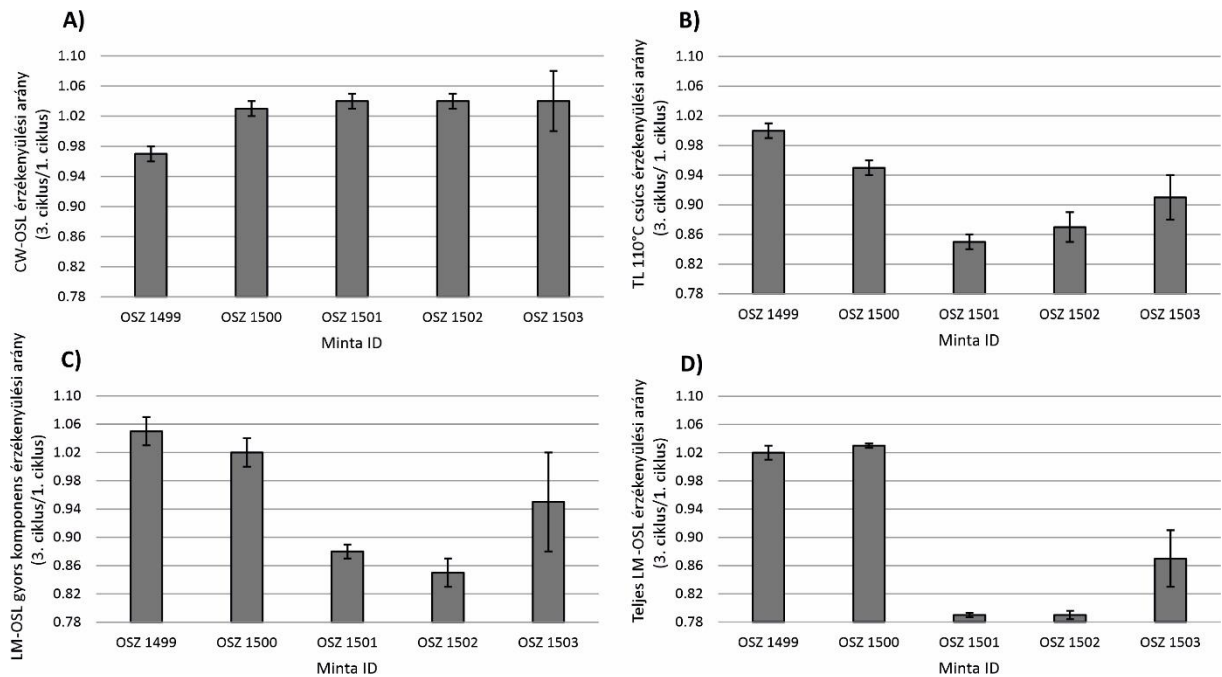 A)
CW-OSL érzékenyülési arány
(3. ciklus/1. ciklus)
1.10
1.06
1.02
0.98
0.94
0.90
0.86
0.82
0.78
OSZ 1499 OSZ 1500 OSZ 1501 OSZ 1502 OSZ 1503
Minta ID
B)
TL 110°C csúcs érzékenyülési arány
(3. ciklus/ 1. ciklus)
1.10
1.06
1.02
0.98
0.94
0.90
0.86
0.82
0.78
OSZ 1499 OSZ 1500 OSZ 1501 OSZ 1502 OSZ 1503
Minta ID
C)
LM-OSL gyors komponens érzékenyülési arány
(3. ciklus/1. ciklus)
1.10
1.06
1.02
0.98
0.94
0.90
0.86
0.82
0.78
OSZ 1499 OSZ 1500 OSZ 1501 OSZ 1502 OSZ 1503
Minta ID
D)
Teljes LM-OSL érzékenyülési arány
(3. ciklus/1. ciklus)
1.10
1.06
1.02
0.98
0.94
0.90
0.86
0.82
0.78
OSZ 1499 OSZ 1500 OSZ 1501 OSZ 1502 OSZ 1503
Minta ID